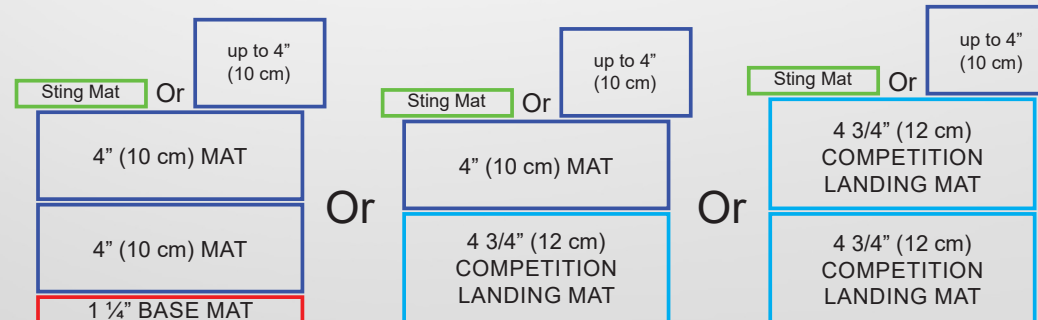 up to 4”
(10 cm)
Sting Mat Or
4” (10 cm) MAT
4” (10 cm) MAT
1 ¼” BASE MAT
Or
up to 4”
(10 cm)
Sting Mat Or
4” (10 cm) MAT
4 3/4” (12 cm)
COMPETITION
LANDING MAT
Or
up to 4”
(10 cm)
Sting Mat Or
4 3/4” (12 cm)
COMPETITION
LANDING MAT
4 3/4” (12 cm)
COMPETITION
LANDING MAT